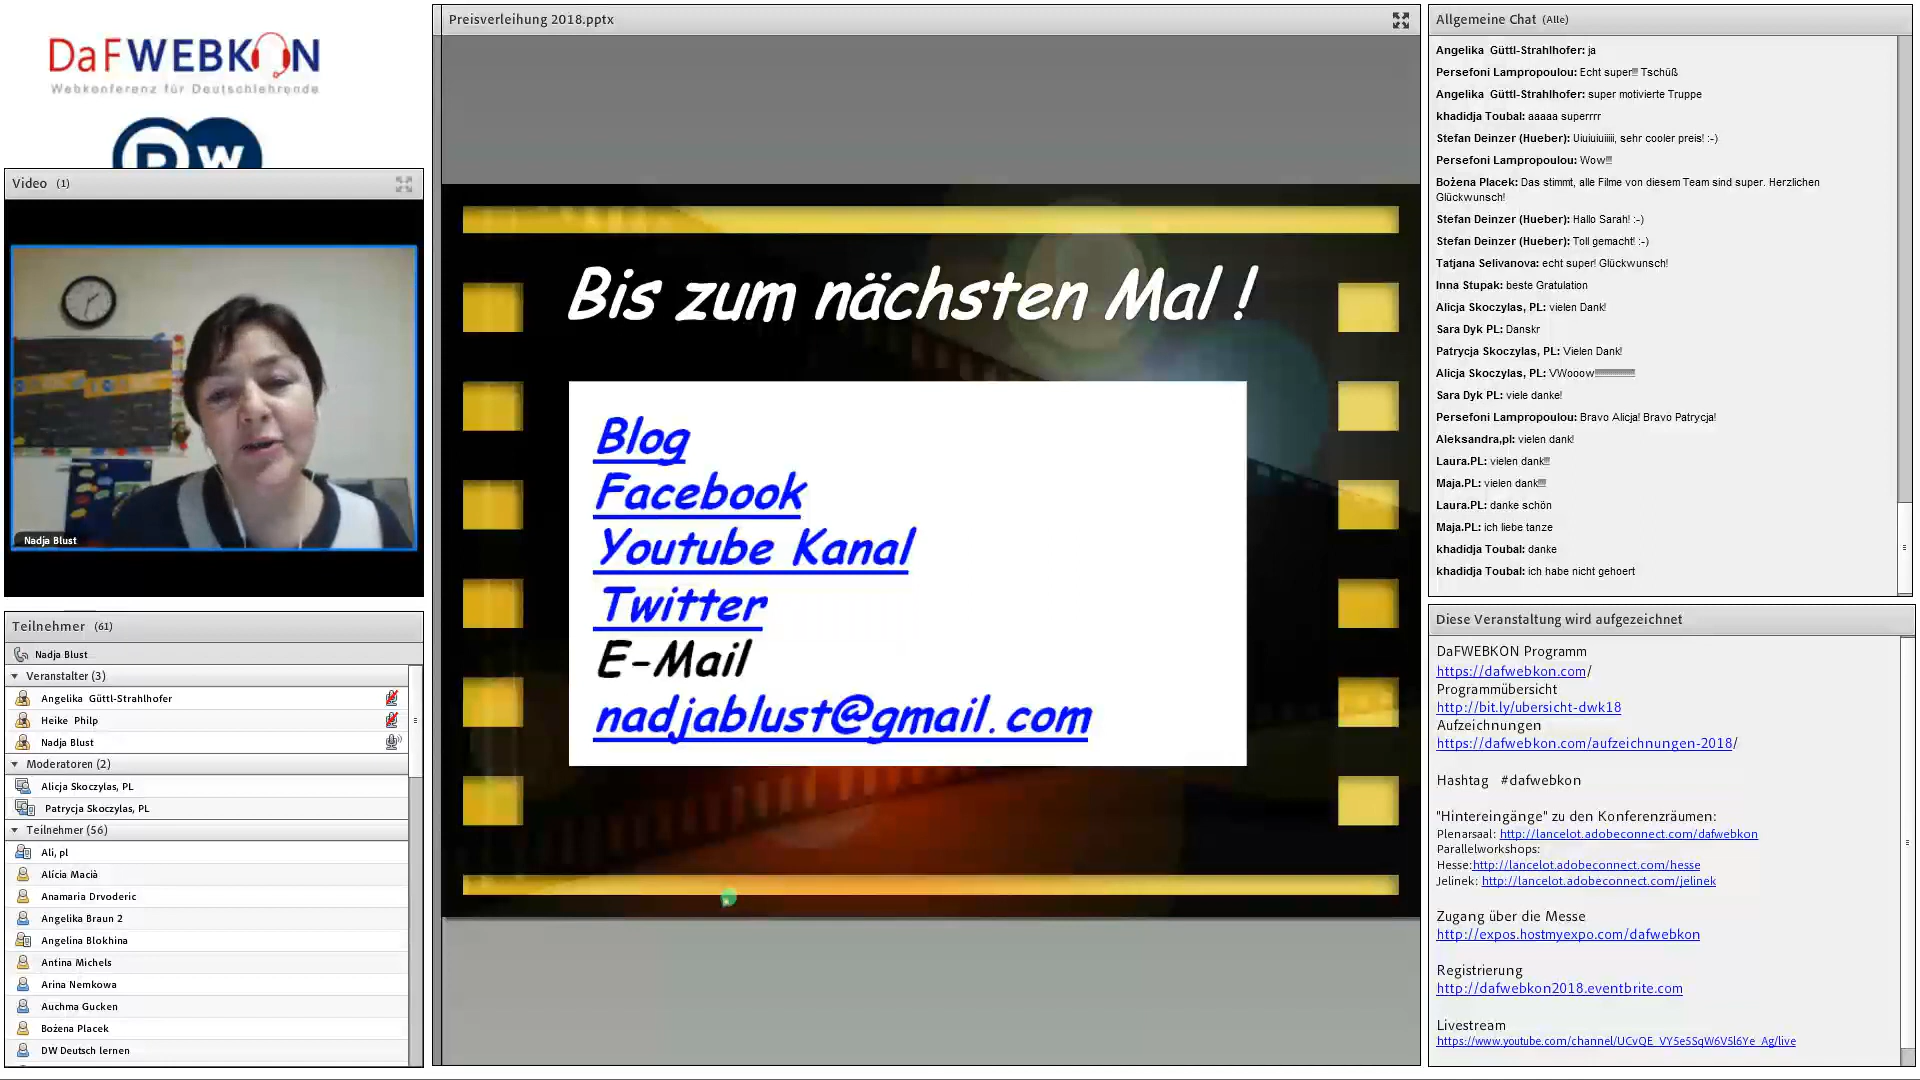 DaFWEBKON
Webkonferenz für Deutschlehrende
DW
Video (1)
Nadja Blust
Teilnehmer (61)
Nadja Blust
Veranstalter (3)
Angelika Güttl-Strahlhofer
Heike Philp
Nadja Blust
Moderatoren (2)
Alicja Skoczylas, PL
Patrycja Skoczylas, PL
Teilnehmer (56)
Ali, pl
Alícia Macià
Anamaria Drvoderic
Angelika Braun 2
Angelina Blokhina
Antina Michels
Arina Nemkowa
Auchma Gucken
Bożena Placek
DW Deutsch lernen
Preisverleihung 2018.pptx
Bis zum nächsten Mal !
Blog
Facebook
Youtube Kanal
Twitter
E-Mail
nadjablust@gmail.com
Allgemeine Chat (Alle)
Angelika Güttl-Strahlhofer: ja
Persefoni Lampropoulou: Echt super!!! Tschüß
Angelika Güttl-Strahlhofer: super motivierte Truppe
khadidja Toubal: aaaaa superrrr
Stefan Deinzer (Hueber): Uiuiuiuiiiii, sehr cooler preis! :-)
Persefoni Lampropoulou: Wow!!!
Bożena Placek: Das stimmt, alle Filme von diesem Team sind super. Herzlichen
Glückwunsch!
Stefan Deinzer (Hueber): Hallo Sarah! :-)
Stefan Deinzer (Hueber): Toll gemacht! :-)
Tatjana Selivanova: echt super! Glückwunsch!
Inna Stupak: beste Gratulation
Alicja Skoczylas, PL: vielen Dank!
Sara Dyk PL: Danskr
Patrycja Skoczylas, PL: Vielen Dank!
Alicja Skoczylas, PL:
Sara Dyk PL: viele danke!
Persefoni Lampropoulou: Bravo Alicja! Bravo Patrycja!
Aleksandra,pl: vielen dank!
Laura.PL: vielen dank!!!
Maja.PL: vielen dank!!!!
Laura.PL: danke schön
Maja.PL: ich liebe tanze
khadidja Toubal: danke
khadidja Toubal: ich habe nicht gehoert
Diese Veranstaltung wird aufgezeichnet
DaFWEBKON Programm
https://dafwebkon.com/
Programmübersicht
http://bit.ly/ubersicht-dwk18
Aufzeichnungen
https://dafwebkon.com/aufzeichnungen-2018/
Hashtag #dafwebkon
"Hintereingänge" zu den Konferenzräumen:
Plenarsaal: http://lancelot.adobeconnect.com/dafwebkon
Parallelworkshops:
Hesse:http://lancelot.adobeconnect.com/hesse
Jelinek: http://lancelot.adobeconnect.com/jelinek
Zugang über die Messe
http://expos.hostmyexpo.com/dafwebkon
Registrierung
http://dafwebkon2018.eventbrite.com
Livestream
https://www.youtube.com/channel/UCvQE_VY5e5SqW6V5l6Ye_Ag/live